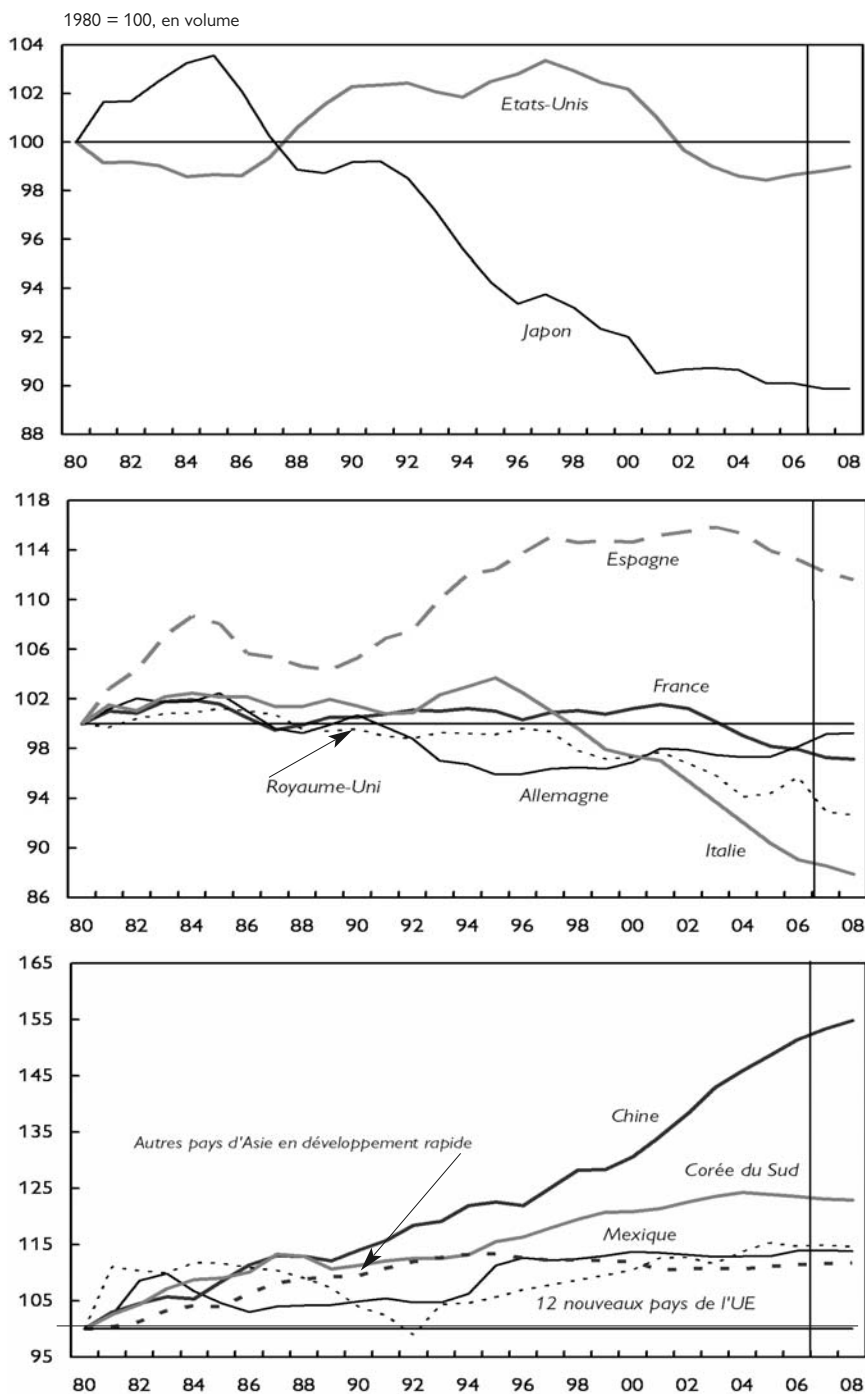 1980 = 100, en volume
104
102
100
98
96
94
92
90
88
Etats-Unis
Japon
80 82 84 86 88 90 92 94 96 98 00 02 04 06 08
118
114
110
106
102
98
94
90
86
Espagne
France
Royaume-Uni
Allemagne
Italie
80 82 84 86 88 90 92 94 96 98 00 02 04 06 08
165
155
145
135
125
115
105
95
Chine
Autres pays d'Asie en développement rapide
Corée du Sud
Mexique
12 nouveaux pays de l'UE
80 82 84 86 88 90 92 94 96 98 00 02 04 06 08